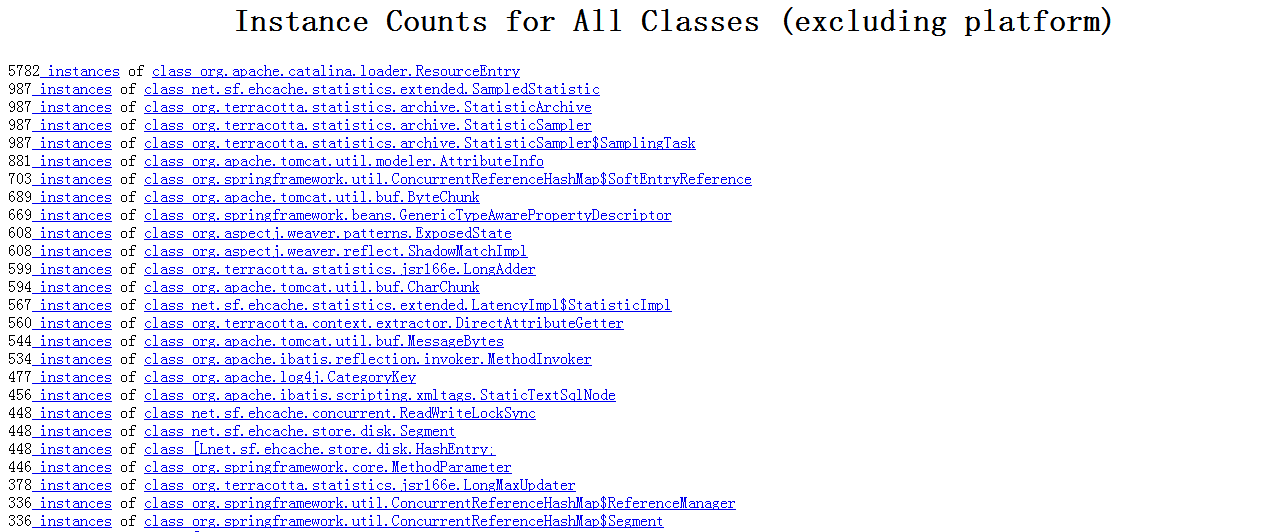 Instance Counts for All Classes (excluding platform)
5782 instances of class org.apache.catalina.loader.ResourceEntry
987 instances of class net.sf.ehcache.statistics.extended.SampledStatistic
987 instances of class org.terracotta.statistics.archive.StatisticArchive
987 instances of class org.terracotta.statistics.archive.StatisticSampler
987 instances of class org.terracotta.statistics.archive.StatisticSampler$SamplingTask
881 instances of class org.apache.tomcat.util.modeler.AttributeInfo
703 instances of class org.springframework.util.ConcurrentReferenceHashMap$SoftEntryReference
689 instances of class org.apache.tomcat.util.buf.ByteChunk
669 instances of class org.springframework.beans.GenericTypeAwarePropertyDescriptor
608 instances of class org.aspectj.weaver.patterns.ExposedState
608 instances of class org.aspectj.weaver.reflect.ShadowMatchImpl
599 instances of class org.terracotta.statistics.jsr166e.LongAdder
594 instances of class org.apache.tomcat.util.buf.CharChunk
567 instances of class net.sf.ehcache.statistics.extended.LatencyImpl$StatisticImpl
560 instances of class org.terracotta.context.extractor.DirectAttributeGetter
544 instances of class org.apache.tomcat.util.buf.MessageBytes
534 instances of class org.apache.ibatis.reflection.invoker.MethodInvoker
477 instances of class org.apache.log4j.CategoryKey
456 instances of class org.apache.ibatis.scripting.xmltags.StaticTextSqlNode
448 instances of class net.sf.ehcache.concurrent.ReadWriteLockSync
448 instances of class net.sf.ehcache.store.disk.Segment
448 instances of class [Lnet.sf.ehcache.store.disk.HashEntry;
446 instances of class org.springframework.core.MethodParameter
378 instances of class org.terracotta.statistics.jsr166e.LongMaxUpdater
336 instances of class org.springframework.util.ConcurrentReferenceHashMap$ReferenceManager
336 instances of class org.springframework.util.ConcurrentReferenceHashMap$Segment